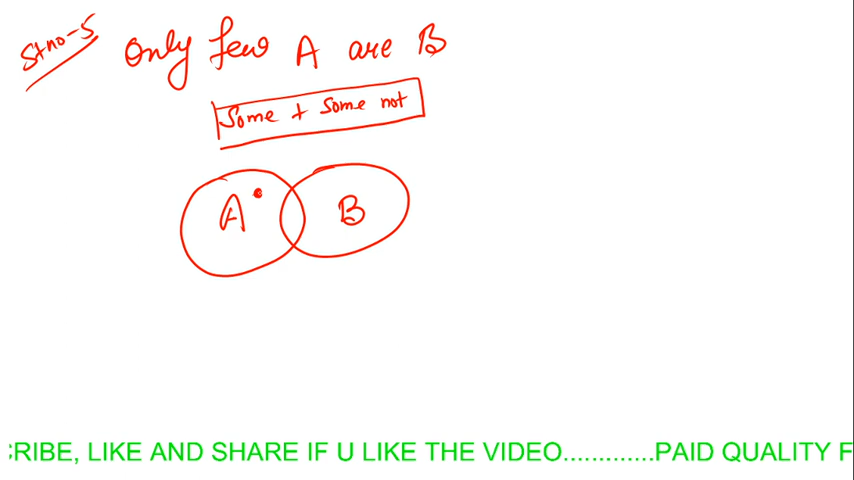 Stno-5
Only few A are B
Some + Some not
A B
RIBE, LIKE AND SHARE IF U LIKE THE VIDEO.............PAID QUALITY F